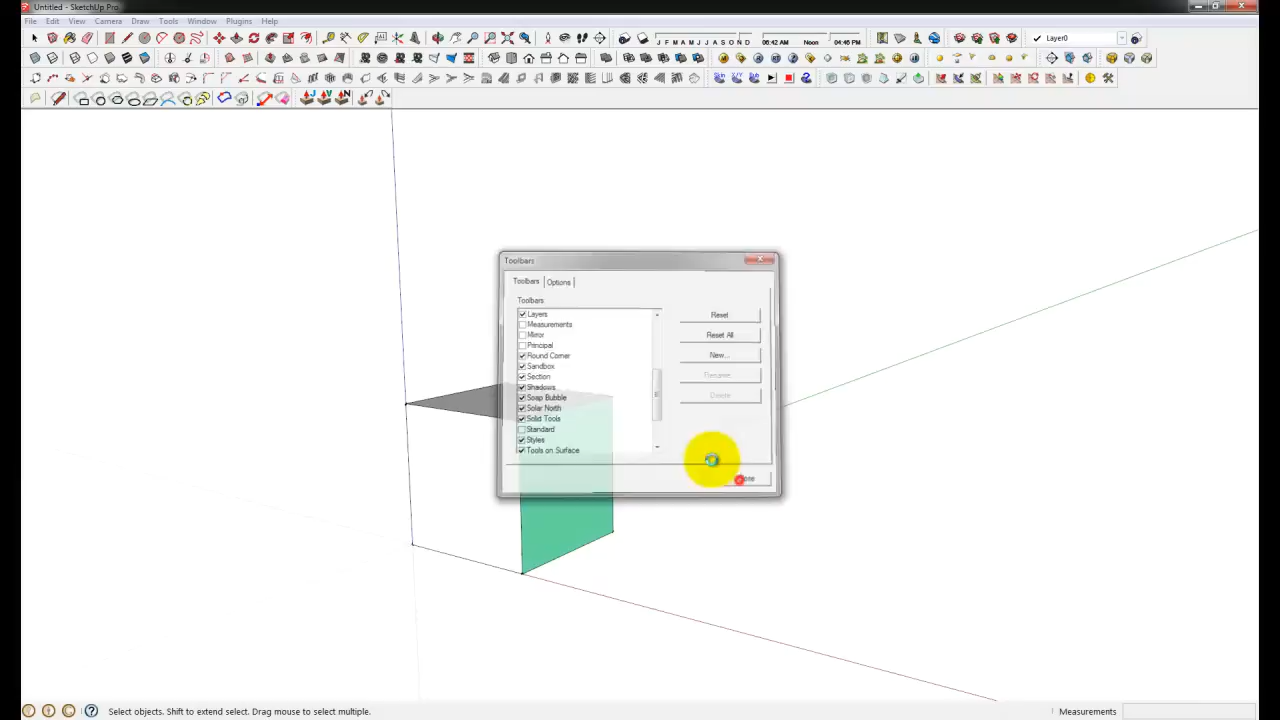 Untitled - SketchUp Pro
File Edit View Camera Draw Tools Window Plugins Help
J F M A M J J A S O N D 06:42 AM Noon 04:46 PM Layer0
Toolbars
Toolbars Options
Toolbars
Layers
Measurements
Mirror
Principal
Round Corner
Sandbox
Section
Shadows
Soap Bubble
Solar North
Solid Tools
Standard
Styles
Tools on Surface
Reset
Reset All
New...
Rename...
Delete
Select objects. Shift to extend select. Drag mouse to select multiple.
Measurements